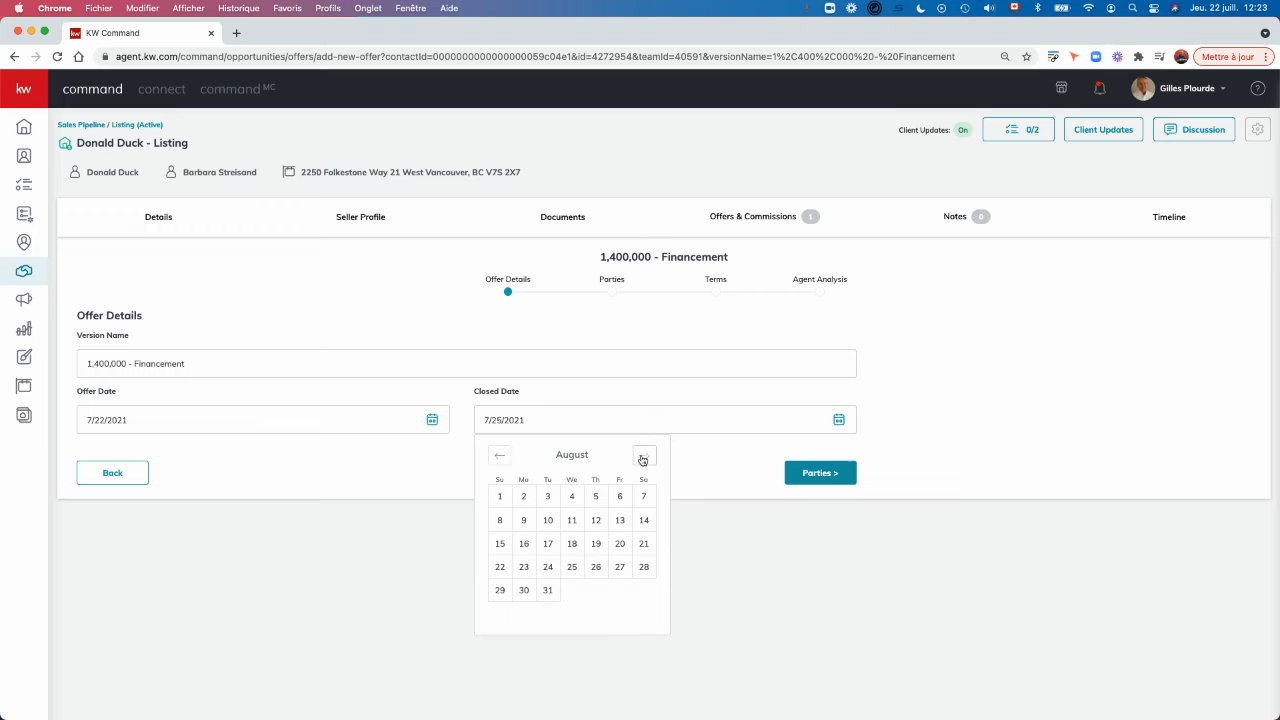 Chrome Fichier Modifier Afficher Historique Favoris Profils Onglet Fenêtre Aide Jeu. 22 juil. 12:23
kw KW Command
agent.kw.com/command/opportunities/offers/add-new-offer?contactId=0000000000000000059c04e1&id=4272954&teamId=40591&versionName=1%2C400%2C000%20-%20Financement Mettre à jour
kw command connect command MC Gilles Plourde
Sales Pipeline / Listing (Active)
Donald Duck - Listing
Client Updates: On 0/2 Client Updates Discussion
Donald Duck Barbara Streisand 2250 Folkestone Way 21 West Vancouver, BC V7S 2X7
Details Seller Profile Documents Offers & Commissions 1 Notes 0 Timeline
1,400,000 - Financement
Offer Details Parties Terms Agent Analysis
Offer Details
Version Name
1,400,000 - Financement
Offer Date Closed Date
7/22/2021 7/25/2021
August
Su Mo Tu We Th Fr Sa
1 2 3 4 5 6 7
8 9 10 11 12 13 14
15 16 17 18 19 20 21
22 23 24 25 26 27 28
29 30 31
Back Parties >